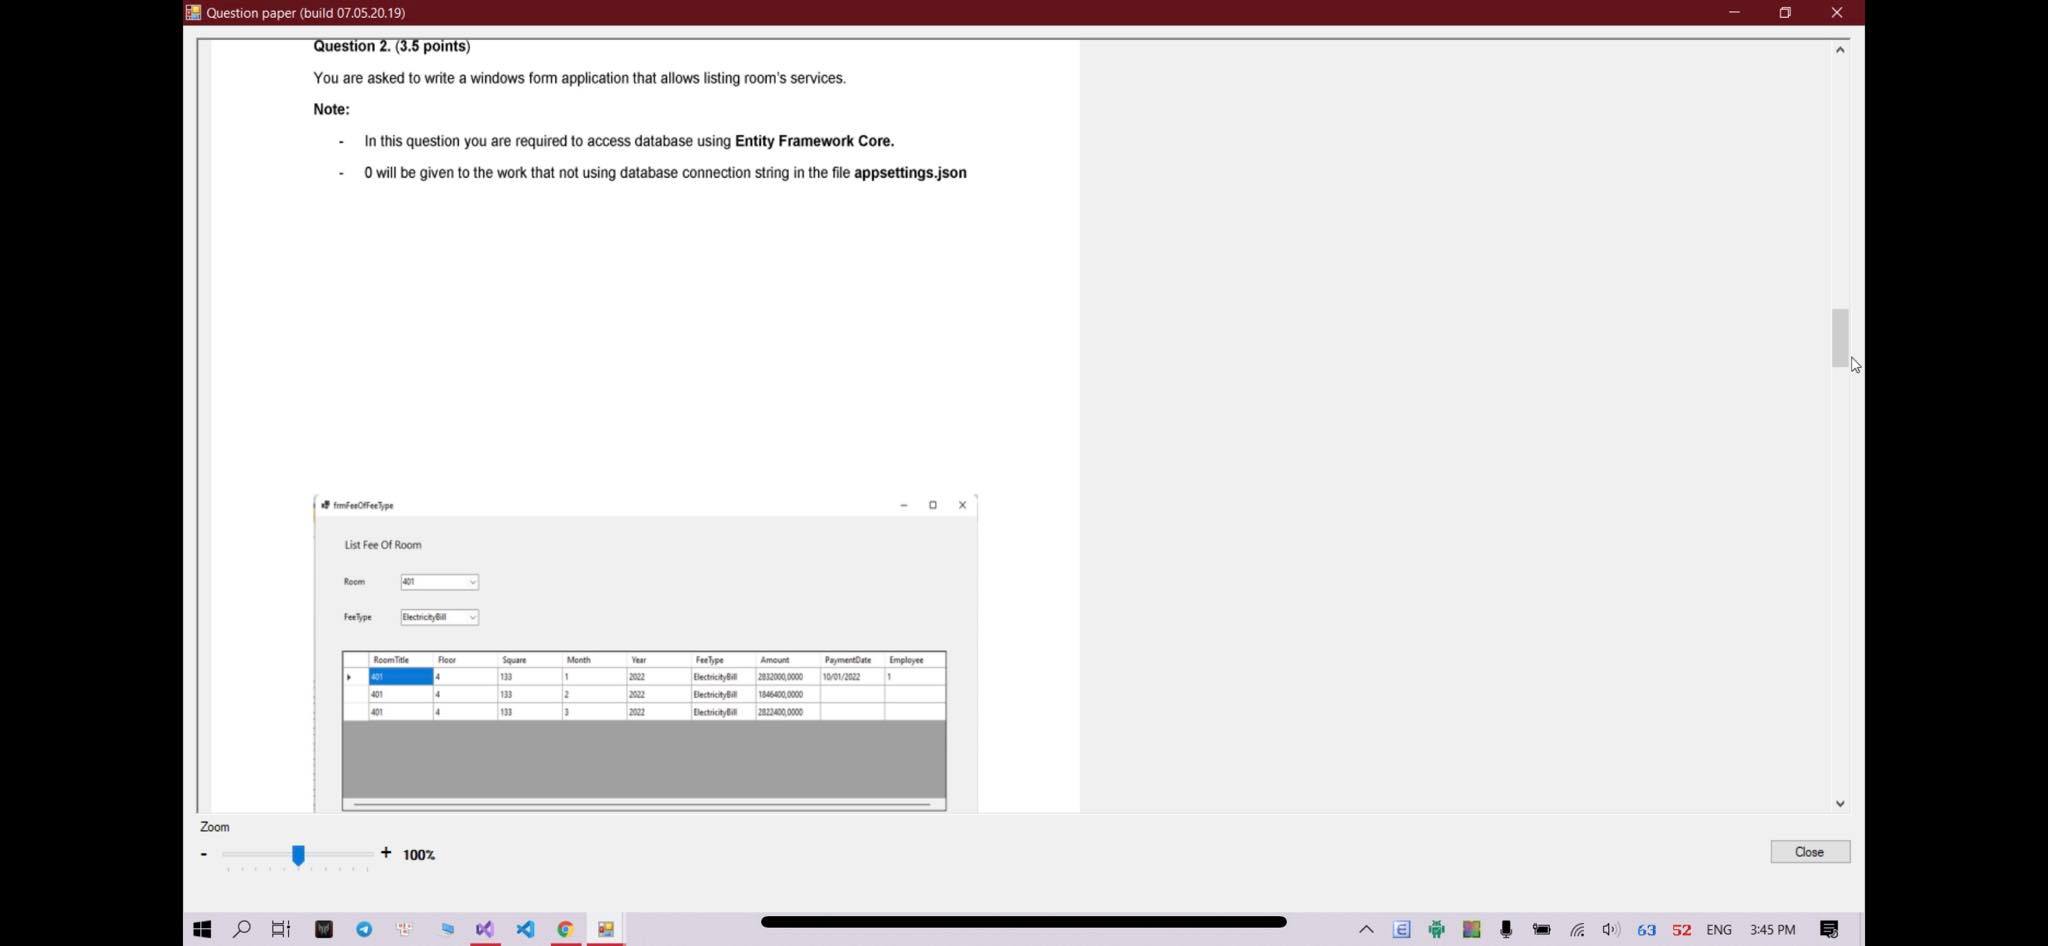 Question paper (build 07.05.20.19)
Question 2. (3.5 points)
You are asked to write a windows form application that allows listing room's services.
Note:
- In this question you are required to access database using Entity Framework Core.
- 0 will be given to the work that not using database connection string in the file appsettings.json
frmFeeOfFeeType
List Fee Of Room
Room 401
FeeType ElectricityBill
RoomTitle Floor Square Month Year FeeType Amount PaymentDate Employee
401 4 133 1 2022 ElectricityBill 2832000,0000 10/01/2022 1
401 4 133 2 2022 ElectricityBill 1846400,0000
401 4 133 3 2022 ElectricityBill 2822400,0000
Zoom
- + 100%
Close
63 52 ENG 3:45 PM